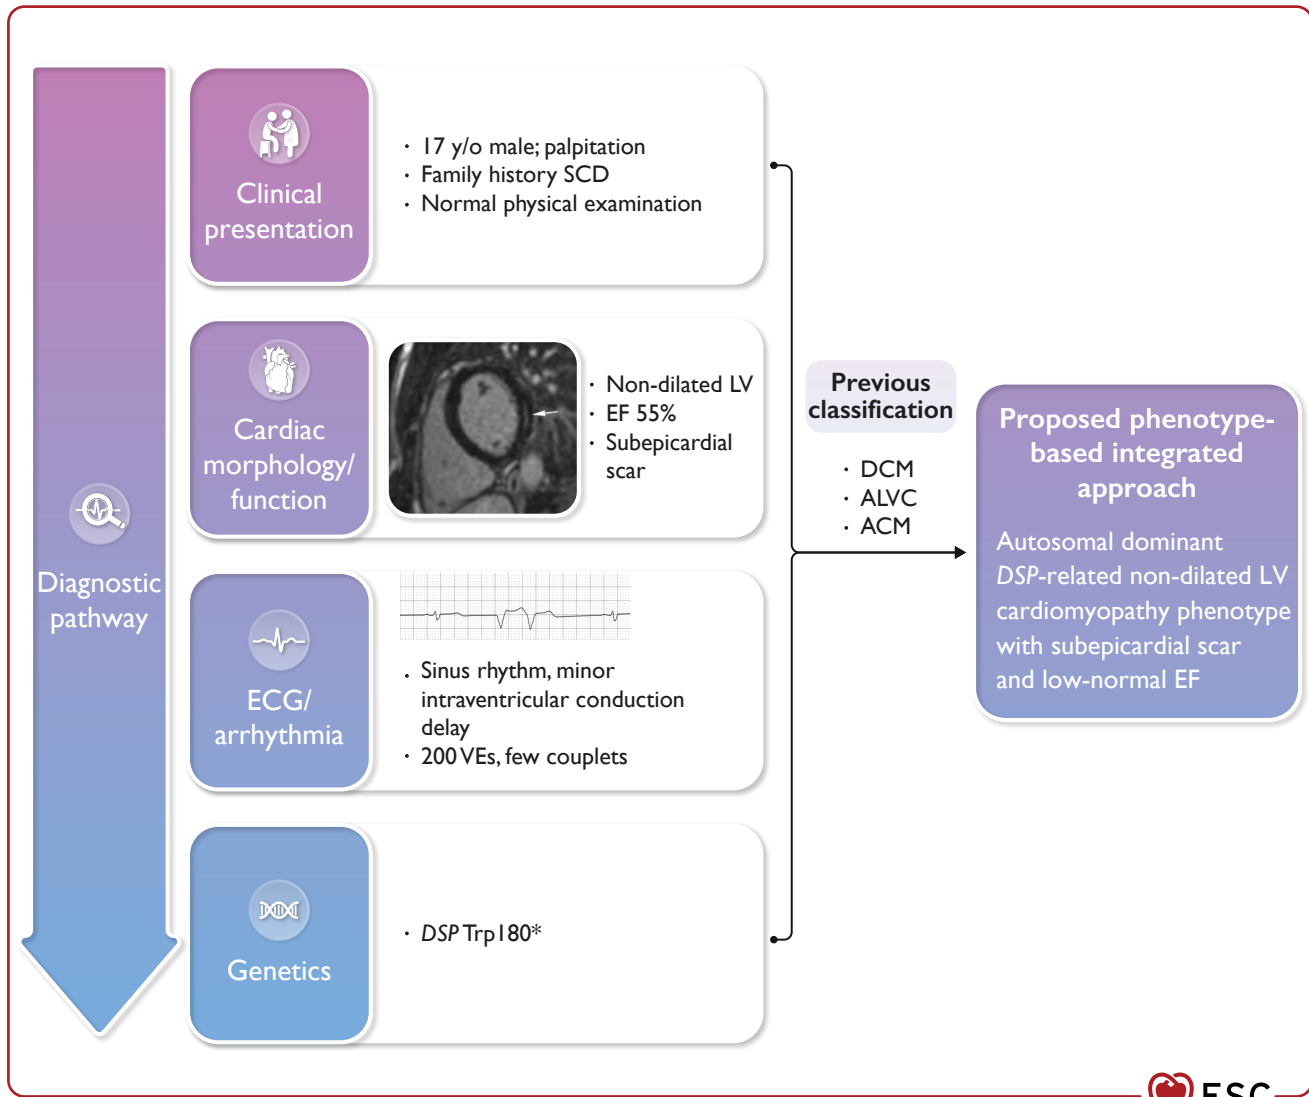 Diagnostic
pathway
Clinical
presentation
· 17 y/o male; palpitation
· Family history SCD
· Normal physical examination
Cardiac
morphology/
function
· Non-dilated LV
· EF 55%
· Subepicardial
scar
ECG/
arrhythmia
· Sinus rhythm, minor
intraventricular conduction
delay
· 200 VEs, few couplets
Genetics
· DSP Trp180*
Previous
classification
· DCM
· ALVC
· ACM
Proposed phenotype-
based integrated
approach
Autosomal dominant
DSP-related non-dilated LV
cardiomyopathy phenotype
with subepicardial scar
and low-normal EF
ESC